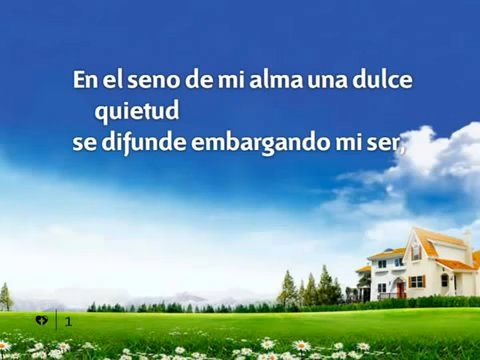 En el seno de mi alma una dulce
quietud
se difunde embargando mi ser,
1